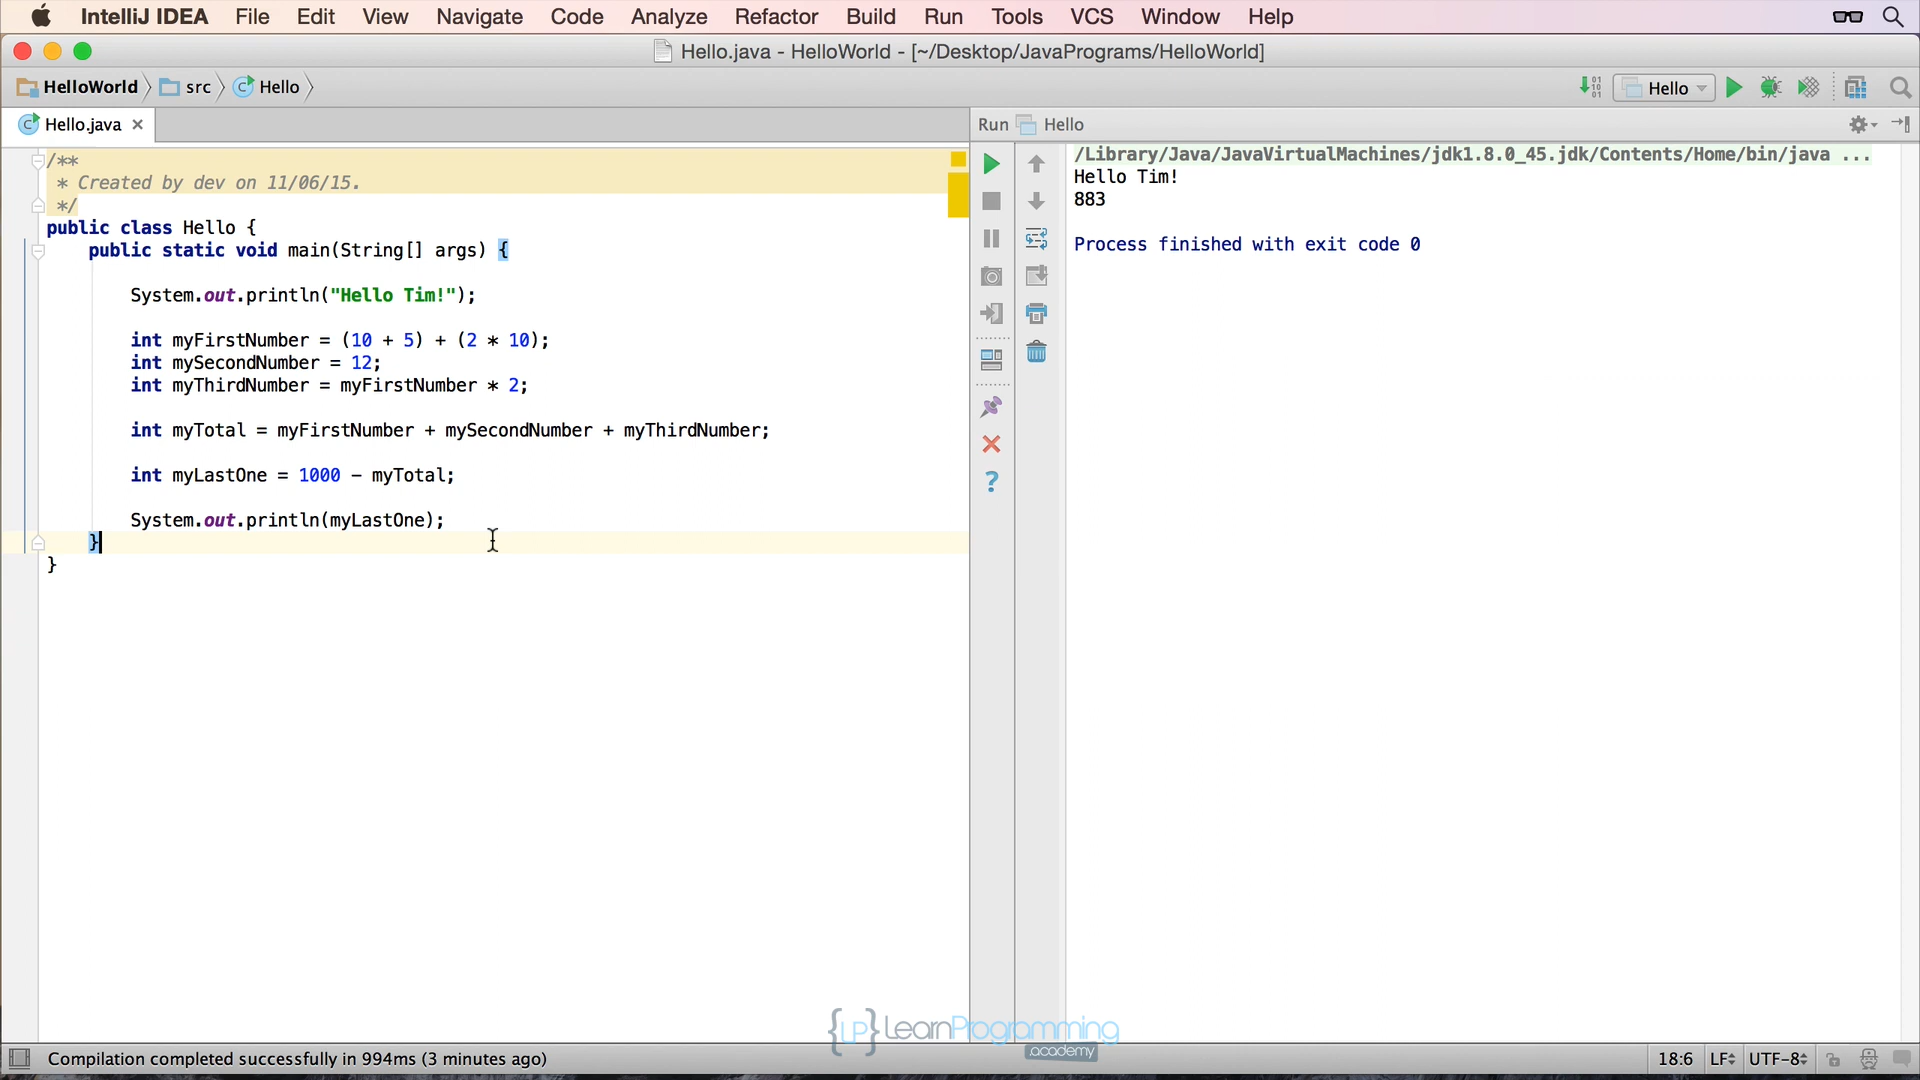 IntelliJ IDEA File Edit View Navigate Code Analyze Refactor Build Run Tools VCS Window Help
Hello.java - HelloWorld - [~/Desktop/JavaPrograms/HelloWorld]
HelloWorld src Hello Hello
Hello.java
Run Hello
/**
* Created by dev on 11/06/15.
*/
public class Hello {
public static void main(String[] args) {
System.out.println("Hello Tim!");
int myFirstNumber = (10 + 5) + (2 * 10);
int mySecondNumber = 12;
int myThirdNumber = myFirstNumber * 2;
int myTotal = myFirstNumber + mySecondNumber + myThirdNumber;
int myLastOne = 1000 - myTotal;
System.out.println(myLastOne);
}
}
/Library/Java/JavaVirtualMachines/jdk1.8.0_45.jdk/Contents/Home/bin/java ...
Hello Tim!
883
Process finished with exit code 0
{LP} LearnProgramming
.academy
Compilation completed successfully in 994ms (3 minutes ago) 18:6 LF UTF-8